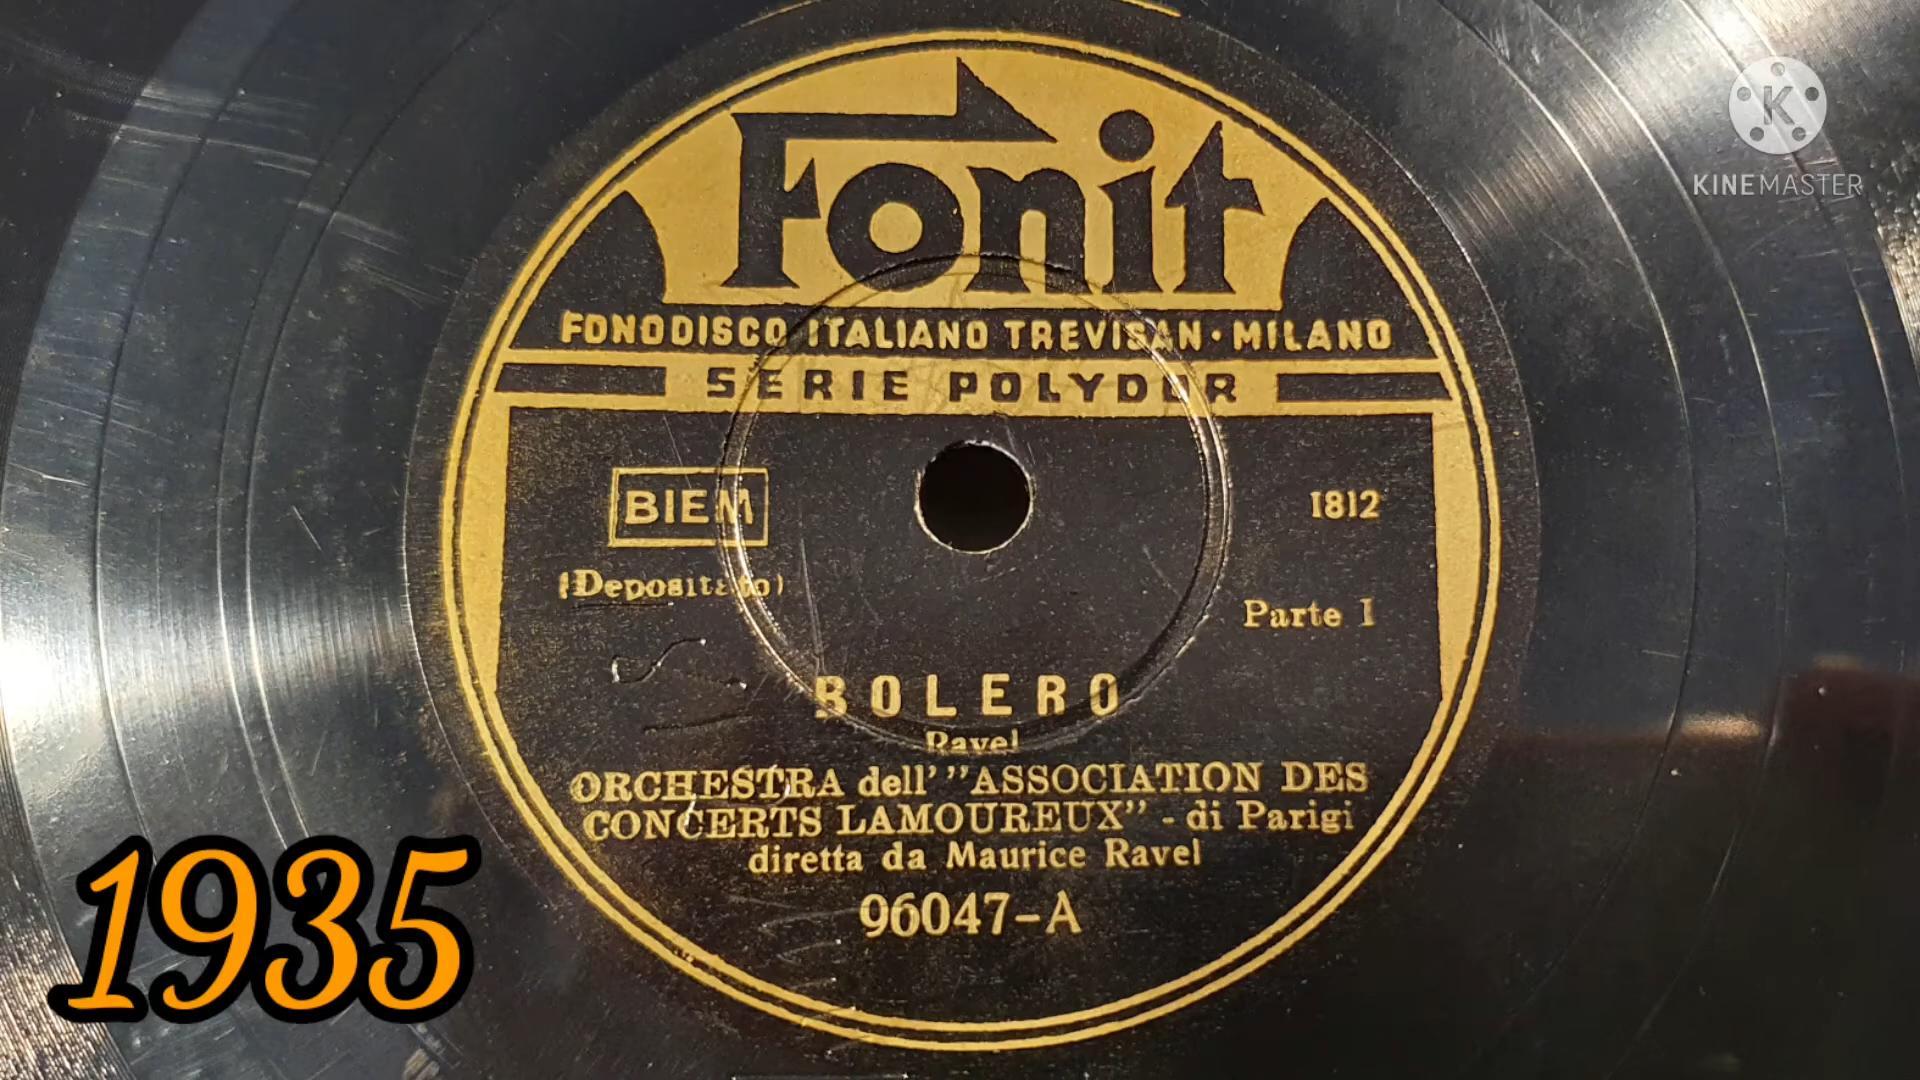 Fonit
FONODISCO ITALIANO TREVISAN · MILANO
SERIE POLYDOR
BIEM
1812
(Depositato)
Parte I
BOLERO
Ravel
ORCHESTRA dell' "ASSOCIATION DES
CONCERTS LAMOUREUX" - di Parigi
diretta da Maurice Ravel
96047-A
1935
K
KINEMASTER